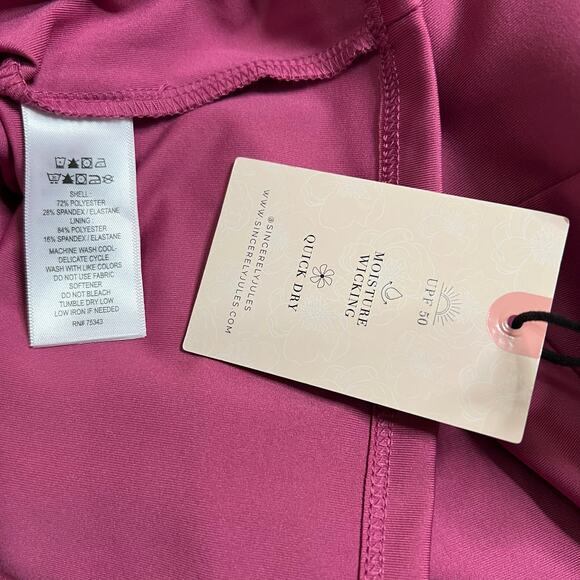 SHELL :
72% POLYESTER
28% SPANDEX / ELASTANE
LINING :
84% POLYESTER
16% SPANDEX / ELASTANE
MACHINE WASH COOL-
DELICATE CYCLE
WASH WITH LIKE COLORS
DO NOT USE FABRIC
SOFTENER
DO NOT BLEACH
TUMBLE DRY LOW
LOW IRON IF NEEDED
RN# 75343
UPF 50
MOISTURE
WICKING
QUICK DRY
@SINCERELYJULES
WWW.SINCERELYJULES.COM